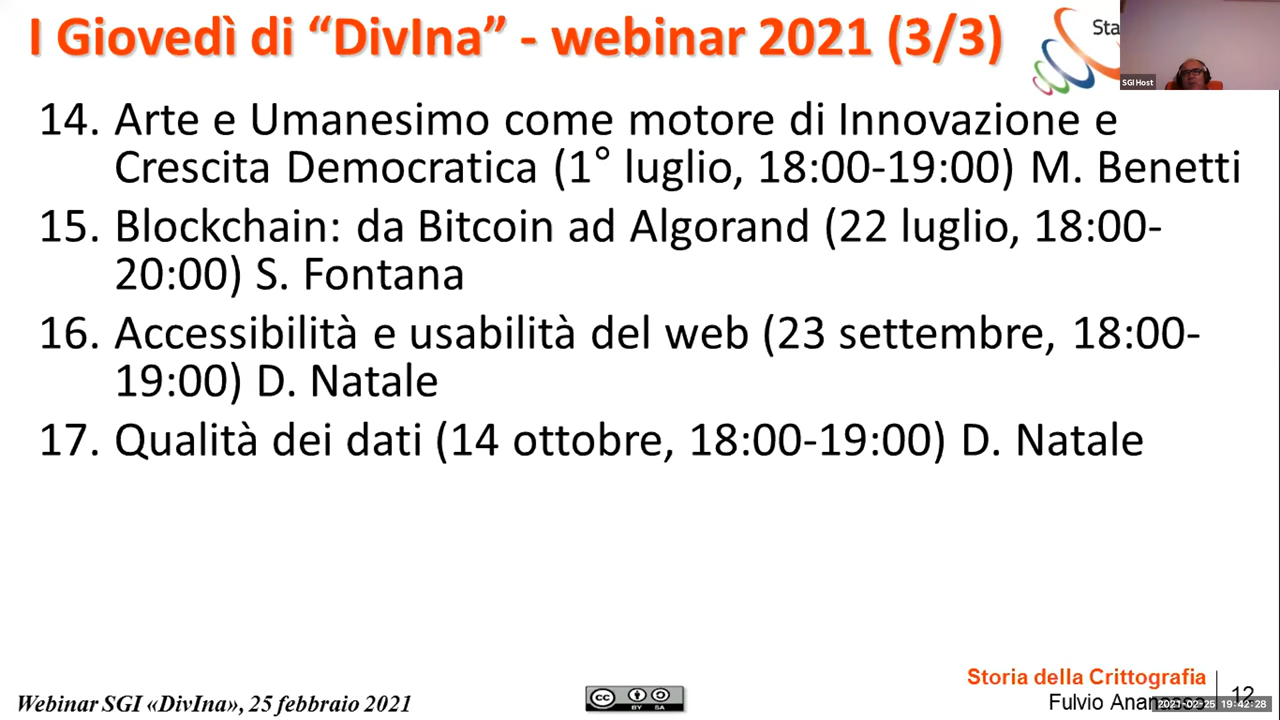 I Giovedì di “DivIna” - webinar 2021 (3/3)
SGI Host
14. Arte e Umanesimo come motore di Innovazione e
Crescita Democratica (1° luglio, 18:00-19:00) M. Benetti
15. Blockchain: da Bitcoin ad Algorand (22 luglio, 18:00-
20:00) S. Fontana
16. Accessibilità e usabilità del web (23 settembre, 18:00-
19:00) D. Natale
17. Qualità dei dati (14 ottobre, 18:00-19:00) D. Natale
Webinar SGI «DivIna», 25 febbraio 2021
cc BY SA
Storia della Crittografia
Fulvio
12
2021-02-25 19:42:28